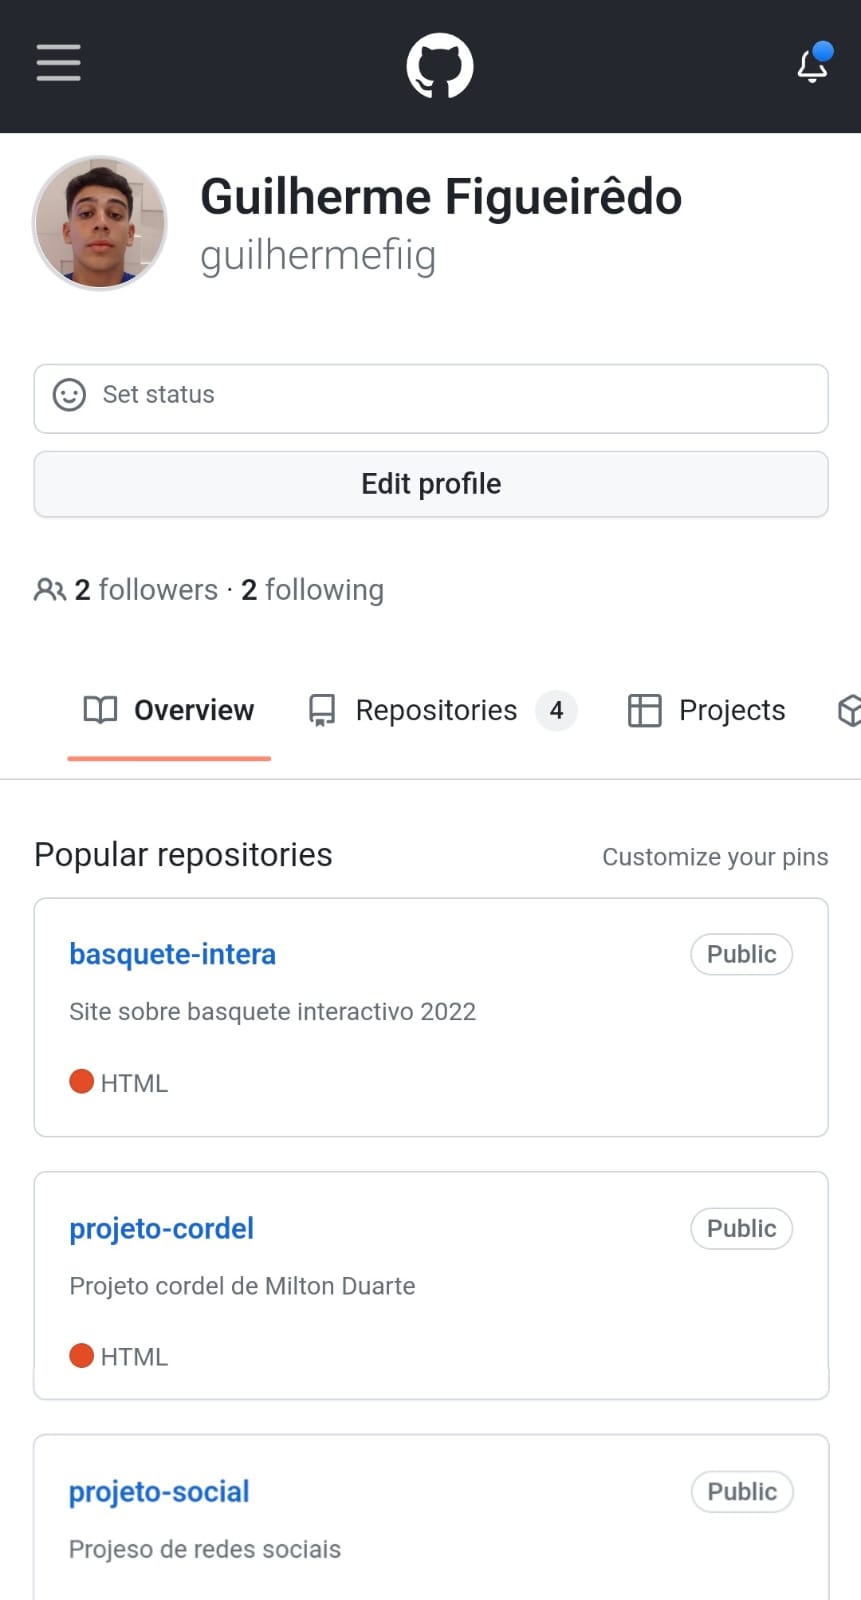 Guilherme Figueirêdo
guilhermefiig
Set status
Edit profile
2 followers · 2 following
Overview Repositories 4 Projects
Popular repositories Customize your pins
basquete-intera Public
Site sobre basquete interactivo 2022
HTML
projeto-cordel Public
Projeto cordel de Milton Duarte
HTML
projeto-social Public
Projeso de redes sociais